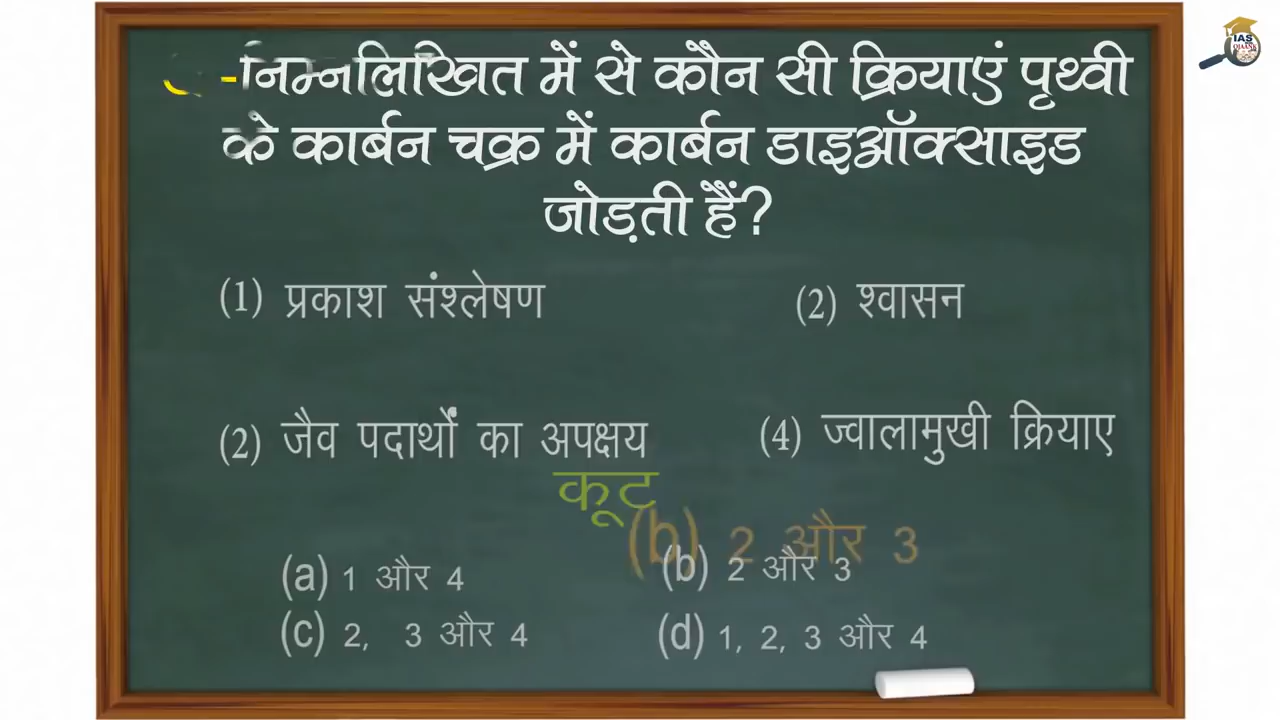 -निम्नलिखित में से कौन सी क्रियाएं पृथ्वी
के कार्बन चक्र में कार्बन डाइऑक्साइड
जोड़ती हैं?
(1) प्रकाश संश्लेषण (2) श्वासन
(2) जैव पदार्थों का अपक्षय (4) ज्वालामुखी क्रियाए
कूट
(b) 2 और 3
(a) 1 और 4 (b) 2 और 3
(c) 2, 3 और 4 (d) 1, 2, 3 और 4
IAS